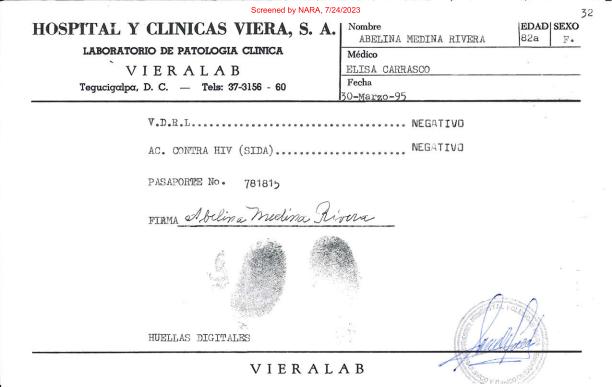 Screened by NARA, 7/24/2023
32
HOSPITAL Y CLINICAS VIERA, S. A.
LABORATORIO DE PATOLOGIA CLINICA
VIERALAB
Tegucigalpa, D. C. — Tels: 37-3156 - 60
Nombre EDAD SEXO
ABELINA MEDINA RIVERA 82a F.
Médico
ELISA CARRASCO
Fecha
30-Marzo-95
V.D.R.L.................................... NEGATIVO
AC. CONTRA HIV (SIDA)...................... NEGATIVO
PASAPORTE No. 781815
FIRMA Abelina Medina Rivera
HUELLAS DIGITALES
VIERALAB